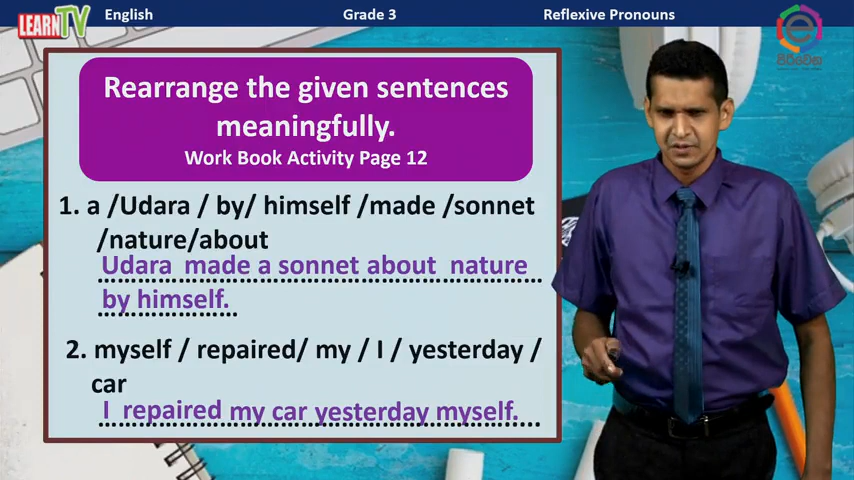 LEARN TV
English
Grade 3
Reflexive Pronouns
පිරිවෙන
Rearrange the given sentences
meaningfully.
Work Book Activity Page 12
1. a /Udara / by/ himself /made /sonnet
/nature/about
Udara made a sonnet about nature
by himself.
2. myself / repaired/ my / I / yesterday /
car
I repaired my car yesterday myself.